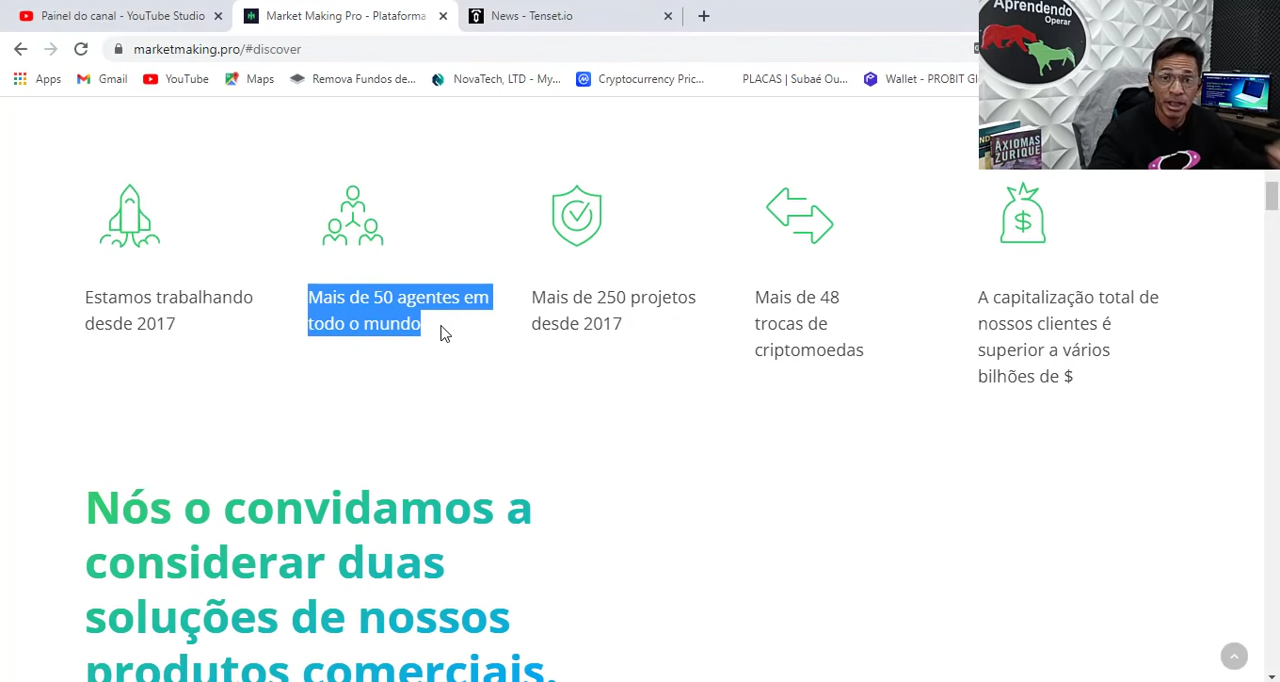 Painel do canal - YouTube Studio
Market Making Pro - Plataforma
News - Tenset.io
marketmaking.pro/#discover
Apps
Gmail
YouTube
Maps
Remova Fundos de...
NovaTech, LTD - My...
Cryptocurrency Pric...
PLACAS | Subaé Ou...
Wallet - PROBIT Gl
Aprendendo
Operar
AXIOMAS
ZURIQUE
Estamos trabalhando
desde 2017
Mais de 50 agentes em
todo o mundo
Mais de 250 projetos
desde 2017
Mais de 48
trocas de
criptomoedas
$
A capitalização total de
nossos clientes é
superior a vários
bilhões de $
Nós o convidamos a
considerar duas
soluções de nossos
produtos comerciais.